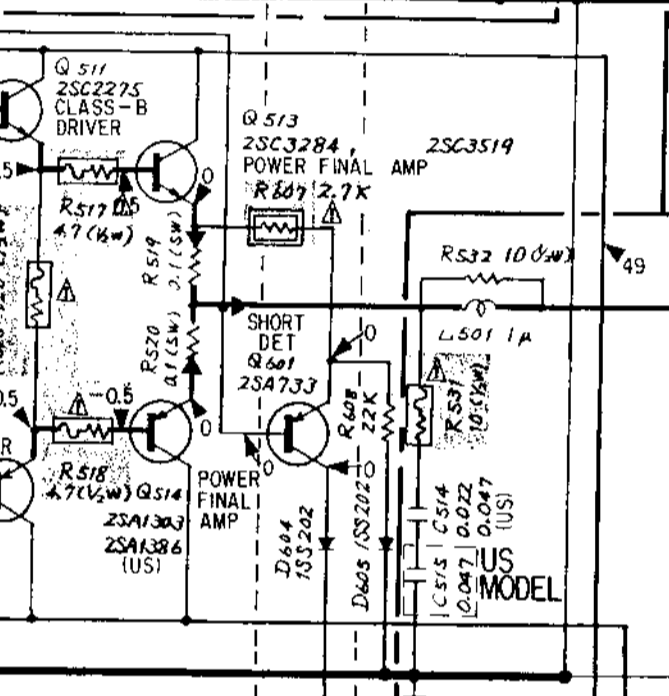 Q511
2SC2275
CLASS-B
DRIVER
Q513
2SC3284, 2SC3519
POWER FINAL AMP
R607 2.7K
0
R517
4.7(½W)
R519 0.1(5W)
R532 10(½W)
49
L501 1μ
SHORT
DET
Q601
2SA733
0
R520
0.1(5W)
R608
22K
R531
10(½W)
-0.5
0
0
0
R518
4.7(½W)
Q514
2SA1303
2SA1386
(US)
POWER
FINAL
AMP
D604
1SS202
D605 1SS202
C514
0.022
0.047
(US)
C515
0.047
US
MODEL